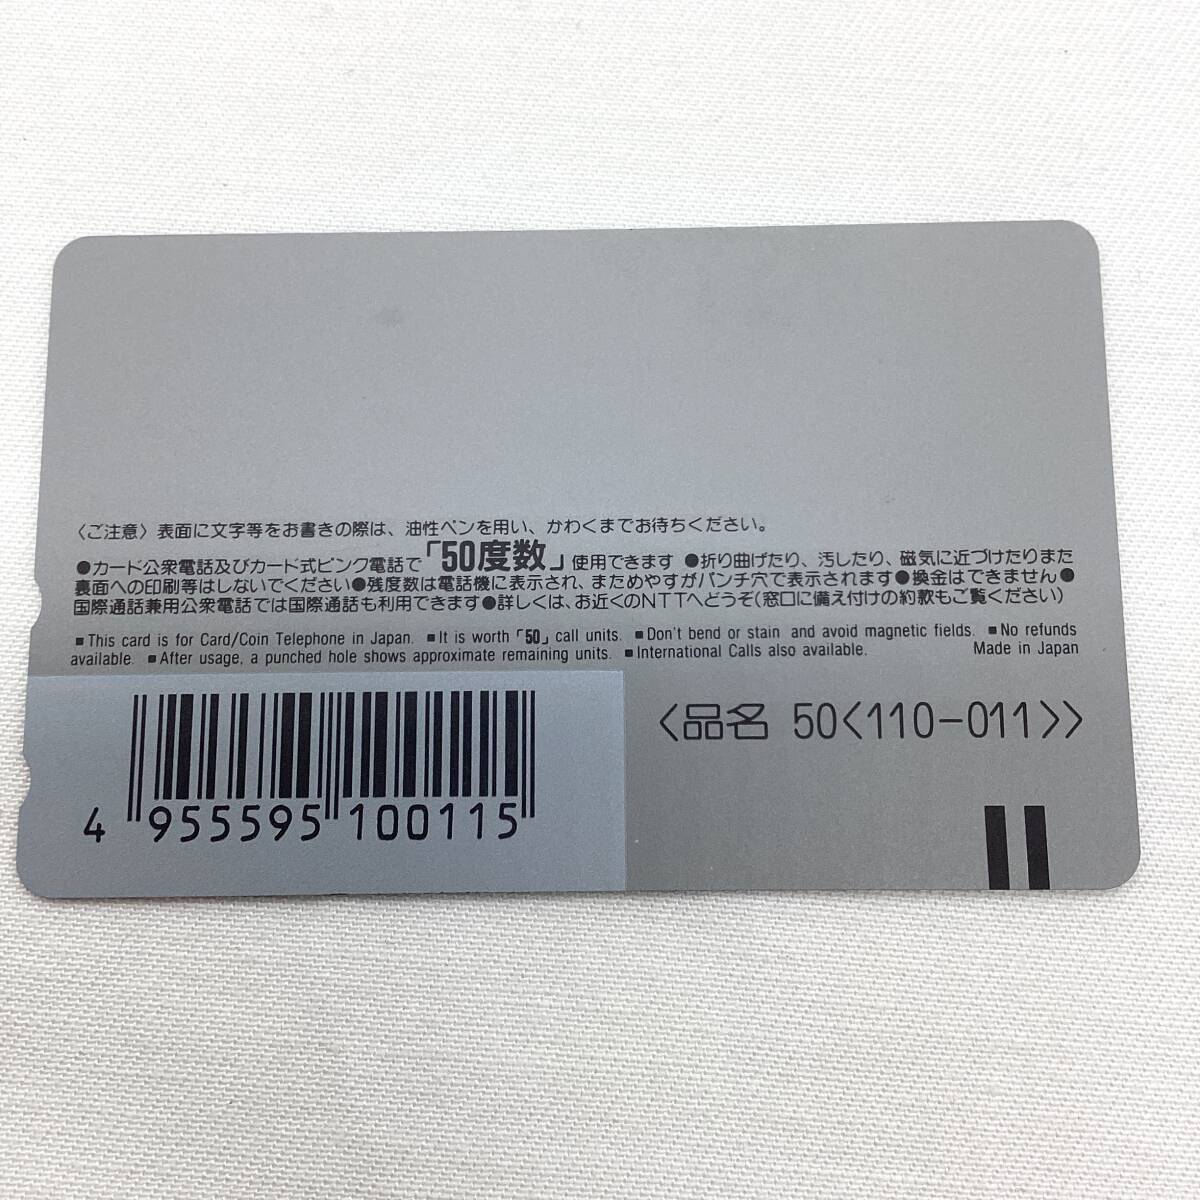 〈ご注意〉表面に文字等をお書きの際は、油性ペンを用い、かわくまでお待ちください。
●カード公衆電話及びカード式ピンク電話で「50度数」使用できます ●折り曲げたり、汚したり、磁気に近づけたりまた
裏面への印刷等はしないでください●残度数は電話機に表示され、まためやすがパンチ穴で表示されます●換金はできません●
国際通話兼用公衆電話では国際通話も利用できます●詳しくは、お近くのNTTへどうぞ(窓口に備え付けの約款もご覧ください)
■This card is for Card/Coin Telephone in Japan. ■It is worth「50」call units. ■Don't bend or stain and avoid magnetic fields. ■No refunds
available. ■After usage, a punched hole shows approximate remaining units. ■International Calls also available. Made in Japan
〈品名 50〈110-011〉〉
4 955595 100115